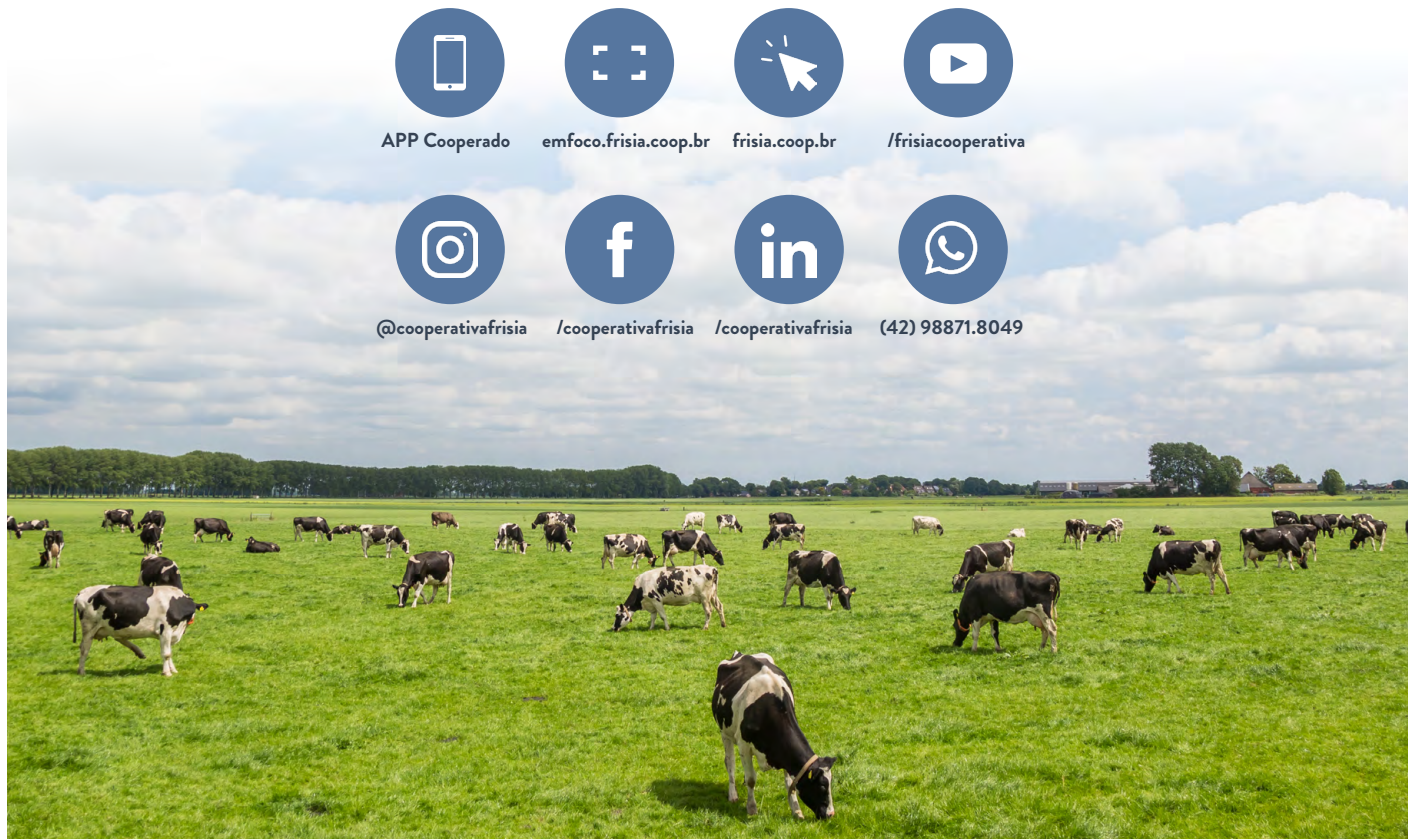 APP Cooperado emfoco.frisia.coop.br frisia.coop.br /frisiacooperativa
@cooperativafrisia /cooperativafrisia /cooperativafrisia (42) 98871.8049